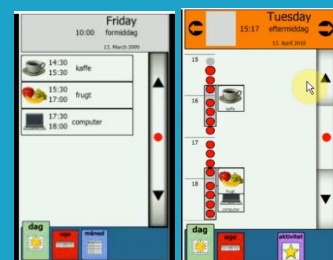 Friday
10:00 formiddag
13. March 2009
14:30
15:30 kaffe
15:30
17:00 frugt
17:30
18:00 computer
dag
uge
måned
Tuesday
15:17 eftermiddag
13. April 2010
15
16
kaffe
17
18
frugt
computer
dag
uge
aktivitet